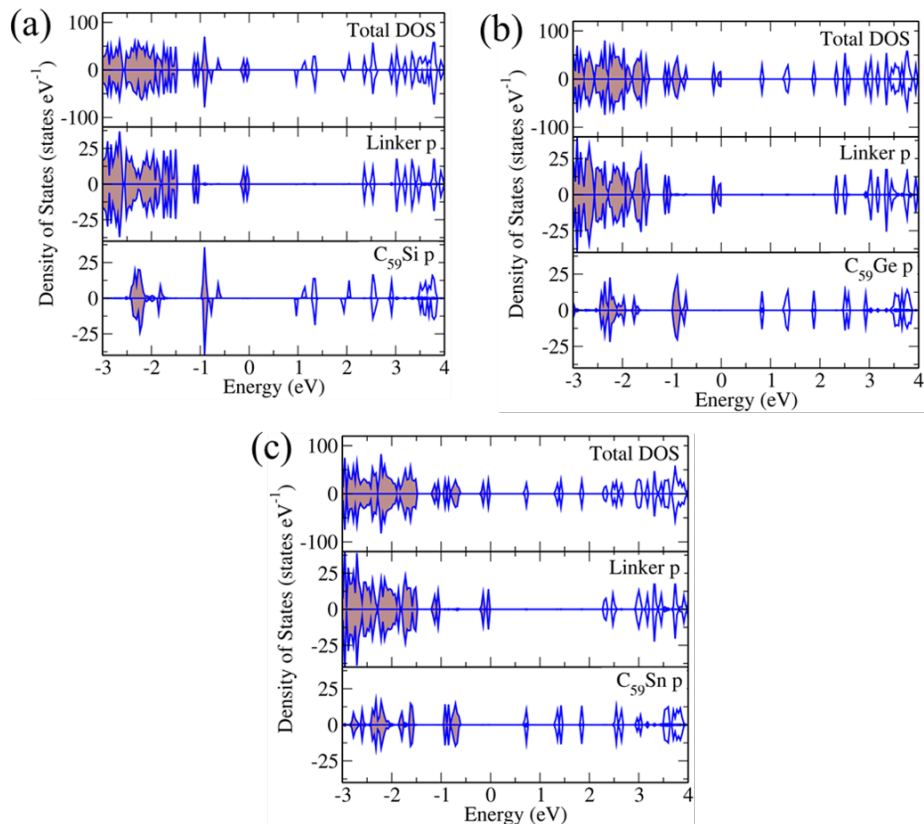 (a)
Density of States (states eV⁻¹)
100
0
-100
Total DOS
25
0
-25
Linker p
25
0
-25
C₅₉Si p
-3 -2 -1 0 1 2 3 4
Energy (eV)
(b)
Density of States (states eV⁻¹)
100
0
-100
Total DOS
25
0
-25
Linker p
25
0
-25
C₅₉Ge p
-3 -2 -1 0 1 2 3 4
Energy (eV)
(c)
Density of States (states eV⁻¹)
100
0
-100
Total DOS
25
0
-25
Linker p
25
0
-25
C₅₉Sn p
-3 -2 -1 0 1 2 3 4
Energy (eV)